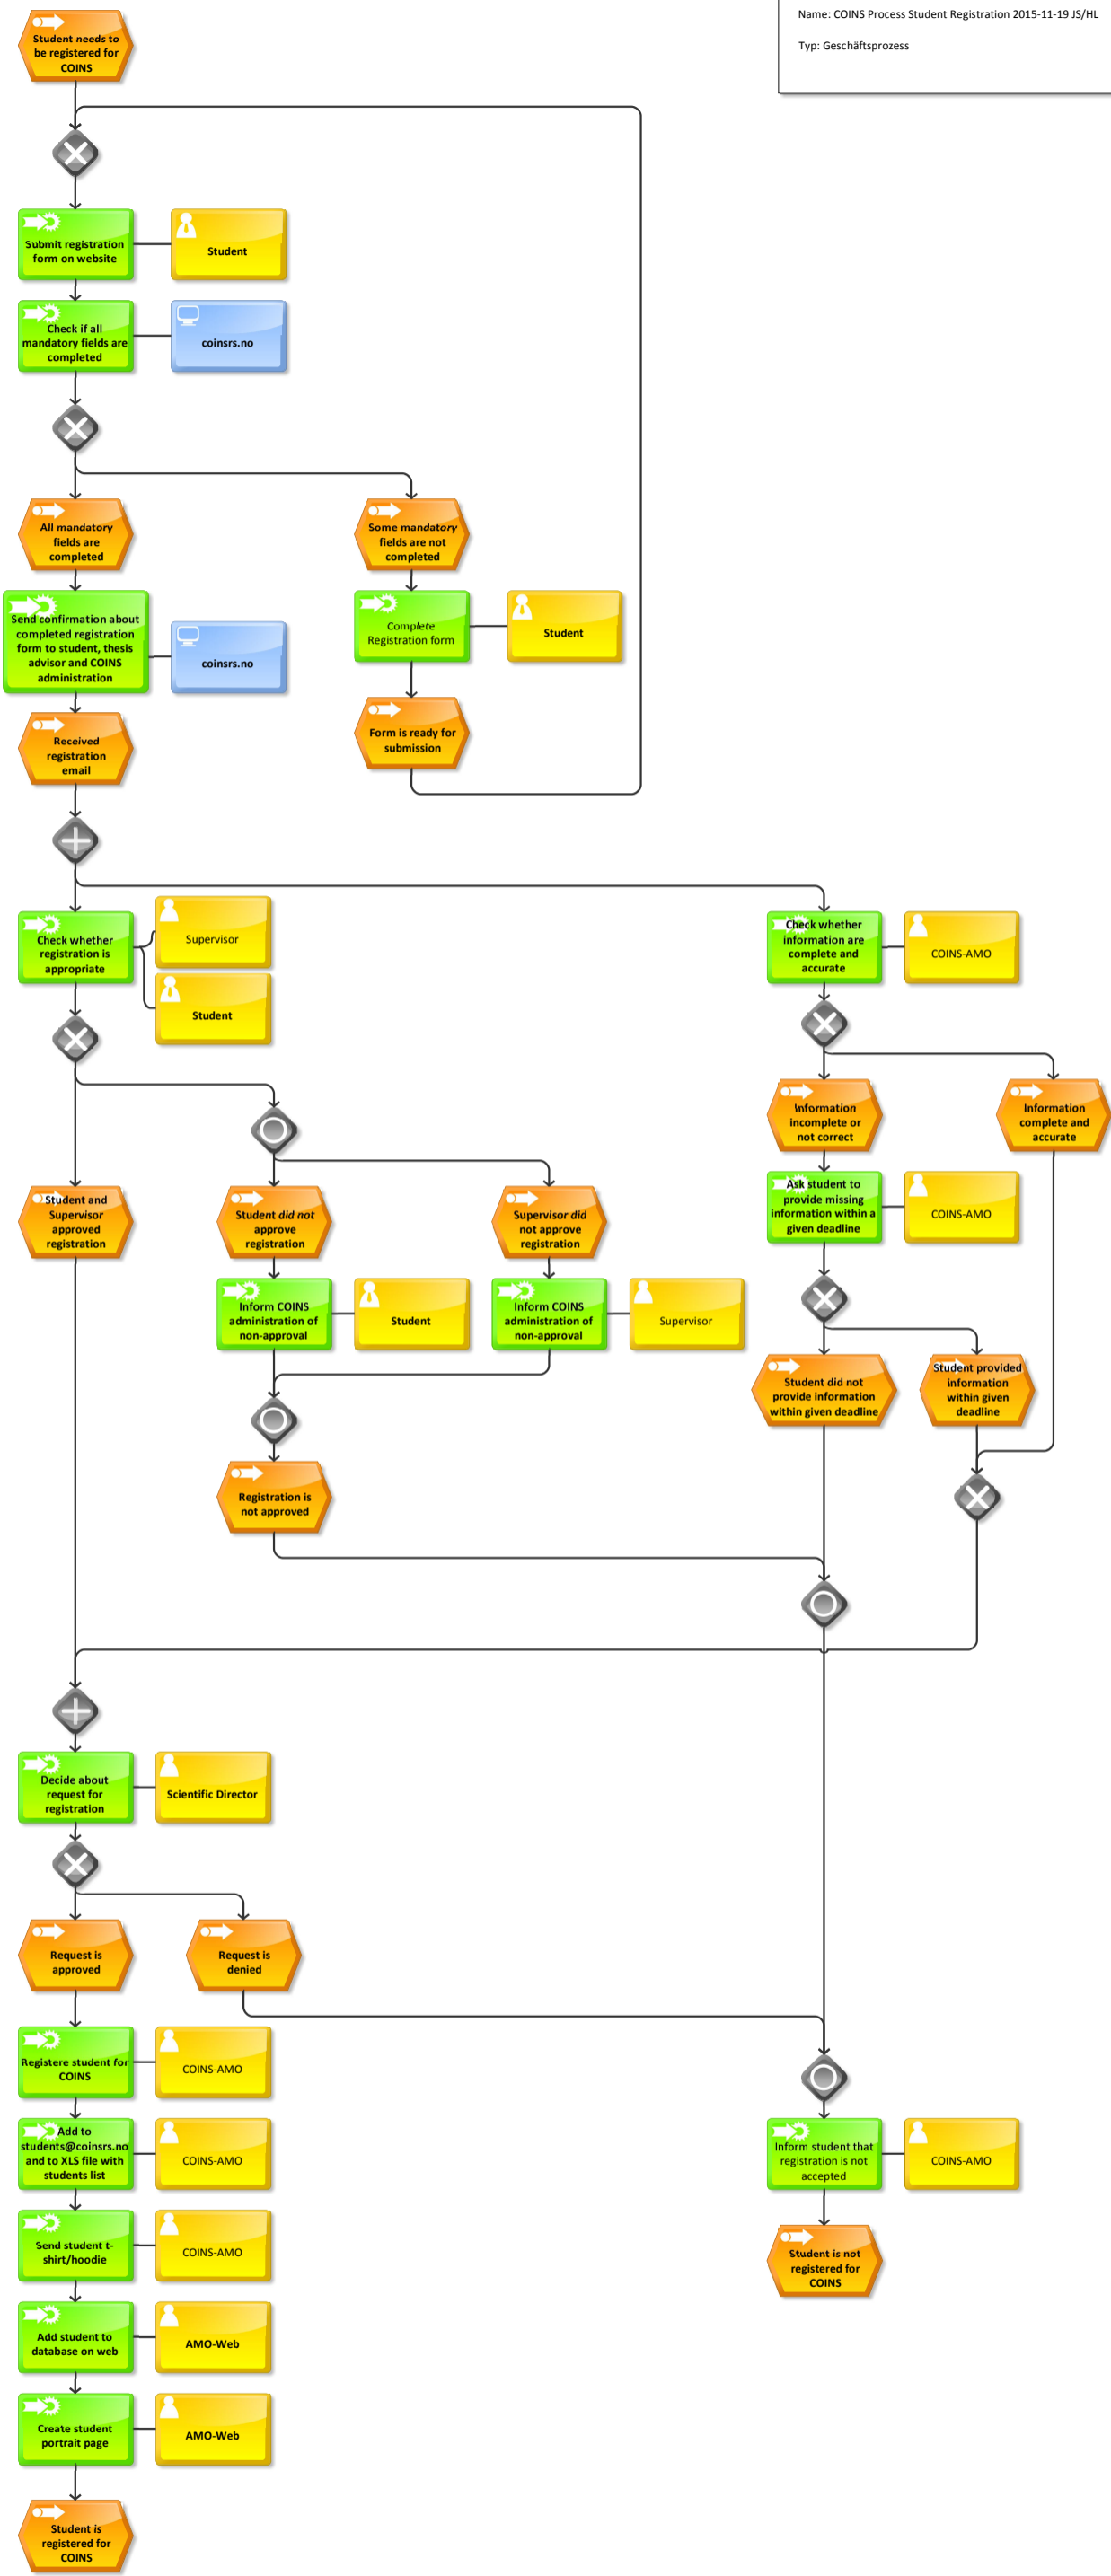 Name: COINS Process Student Registration 2015-11-19 JS/HL
Typ: Geschäftsprozess
Student needs to
be registered for
COINS
Submit registration
form on website
Student
Check if all
mandatory fields are
completed
coinsrs.no
All mandatory
fields are
completed
Some mandatory
fields are not
completed
Send confirmation about
completed registration
form to student, thesis
advisor and COINS
administration
coinsrs.no
Complete
Registration form
Student
Received
registration
email
Form is ready for
submission
Check whether
registration is
appropriate
Supervisor
Student
Check whether
information are
complete and
accurate
COINS-AMO
Information
incomplete or
not correct
Information
complete and
accurate
Student and
Supervisor
approved
registration
Student did not
approve
registration
Supervisor did
not approve
registration
Ask student to
provide missing
information within a
given deadline
COINS-AMO
Inform COINS
administration of
non-approval
Student
Inform COINS
administration of
non-approval
Supervisor
Student did not
provide information
within given deadline
Student provided
information
within given
deadline
Registration is
not approved
Decide about
request for
registration
Scientific Director
Request is
approved
Request is
denied
Registere student for
COINS
COINS-AMO
Add to
students@coinsrs.no
and to XLS file with
students list
COINS-AMO
Inform student that
registration is not
accepted
COINS-AMO
Send student t-
shirt/hoodie
COINS-AMO
Student is not
registered for
COINS
Add student to
database on web
AMO-Web
Create student
portrait page
AMO-Web
Student is
registered for
COINS